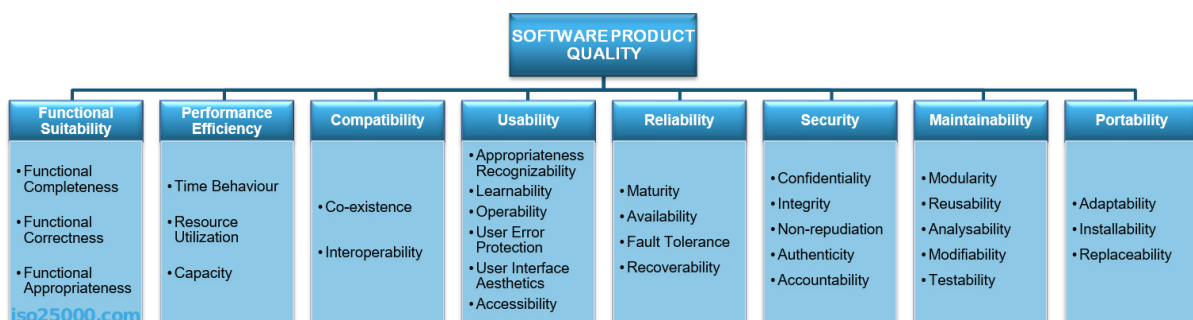 SOFTWARE PRODUCT
QUALITY
Functional
Suitability
• Functional
Completeness
• Functional
Correctness
• Functional
Appropriateness
Performance
Efficiency
• Time Behaviour
• Resource
Utilization
• Capacity
Compatibility
• Co-existence
• Interoperability
Usability
• Appropriateness
Recognizability
• Learnability
• Operability
• User Error
Protection
• User Interface
Aesthetics
• Accessibility
Reliability
• Maturity
• Availability
• Fault Tolerance
• Recoverability
Security
• Confidentiality
• Integrity
• Non-repudiation
• Authenticity
• Accountability
Maintainability
• Modularity
• Reusability
• Analysability
• Modifiability
• Testability
Portability
• Adaptability
• Installability
• Replaceability
iso25000.com